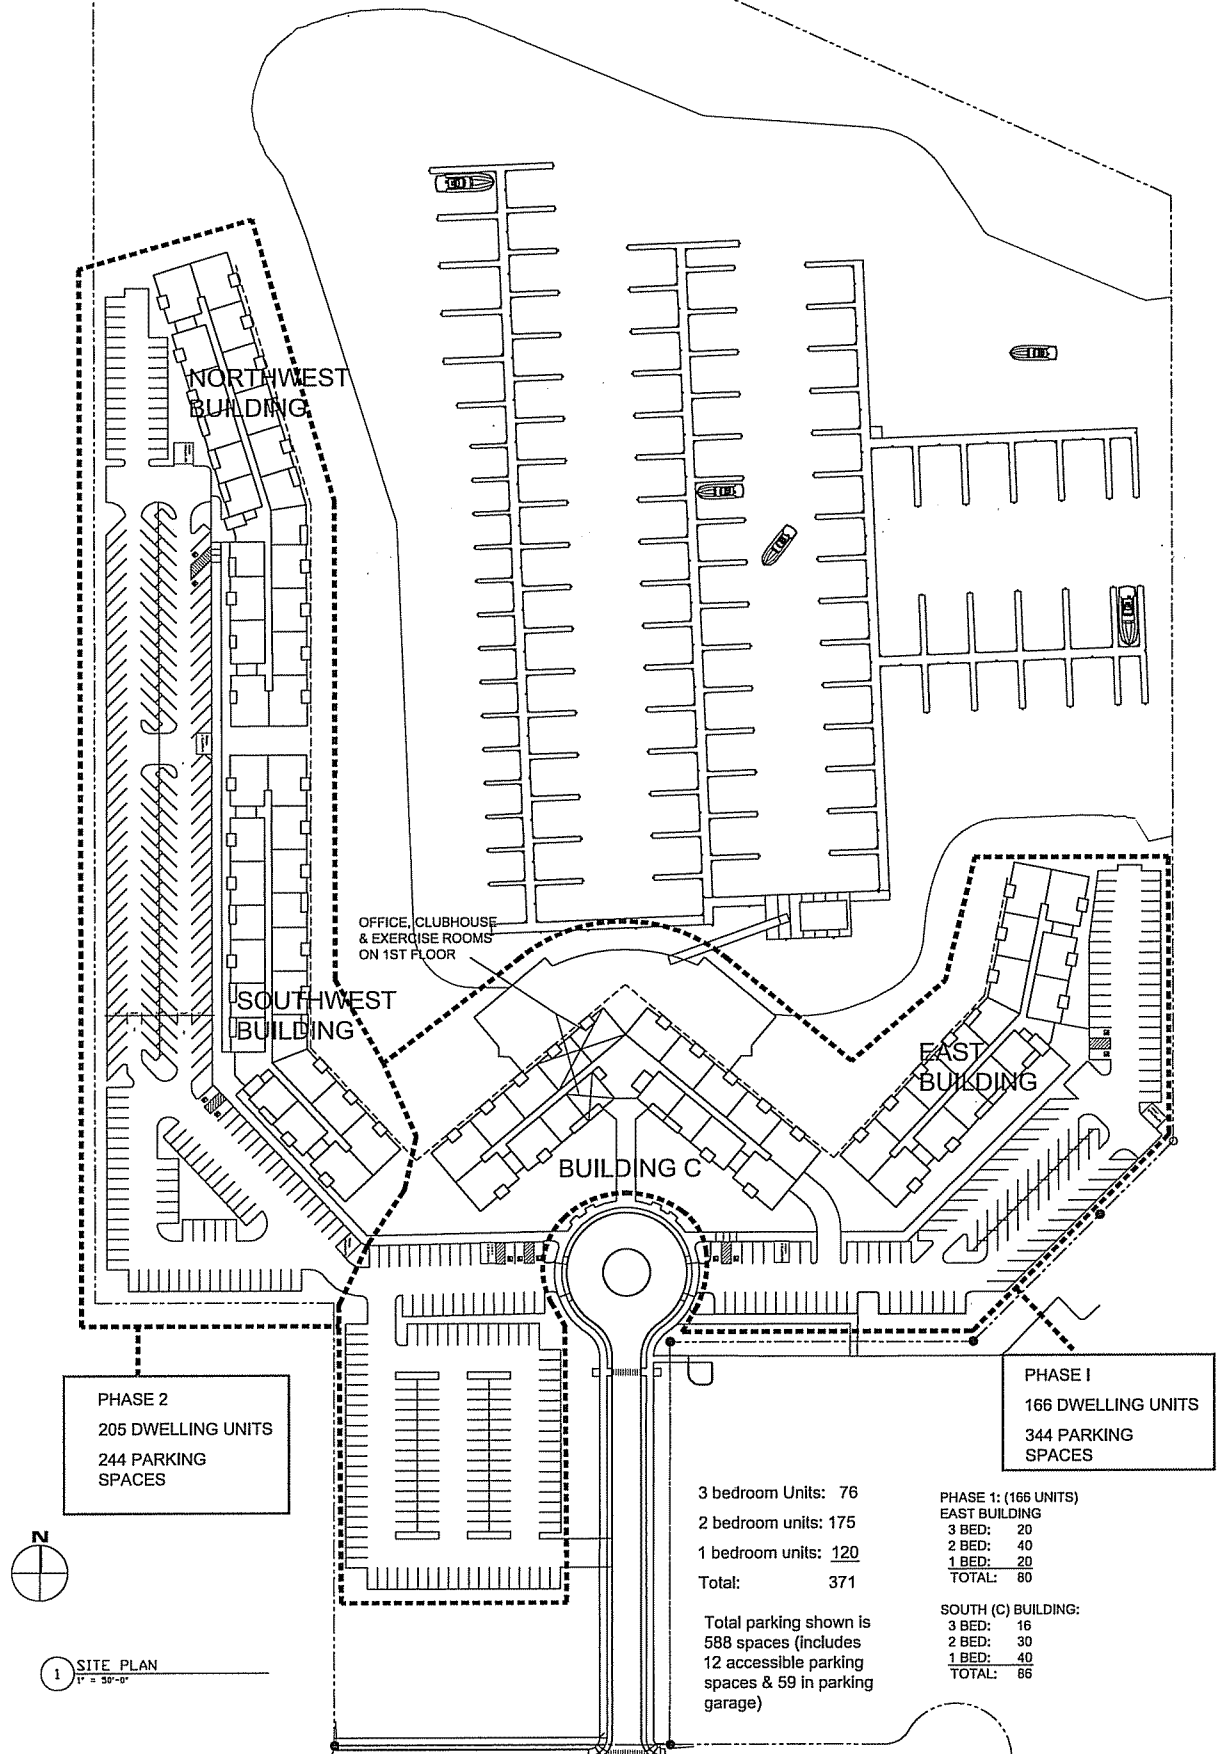 NORTHWEST
BUILDING
OFFICE, CLUBHOUSE
& EXERCISE ROOMS
ON 1ST FLOOR
SOUTHWEST
BUILDING
EAST
BUILDING
BUILDING C
PHASE 2
205 DWELLING UNITS
244 PARKING
SPACES
PHASE I
166 DWELLING UNITS
344 PARKING
SPACES
3 bedroom Units: 76
2 bedroom units: 175
1 bedroom units: 120
Total: 371
Total parking shown is
588 spaces (includes
12 accessible parking
spaces & 59 in parking
garage)
PHASE 1: (166 UNITS)
EAST BUILDING
3 BED: 20
2 BED: 40
1 BED: 20
TOTAL: 80
SOUTH (C) BUILDING:
3 BED: 16
2 BED: 30
1 BED: 40
TOTAL: 86
N
1 SITE PLAN
1" = 50'-0"